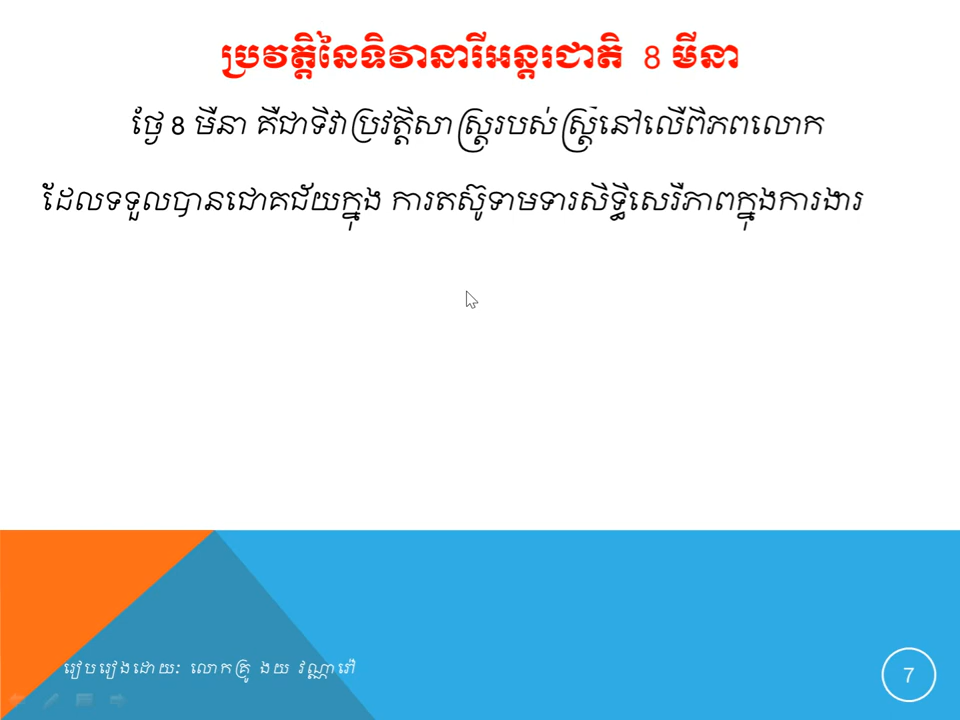 ប្រវត្តិនៃទិវានារីអន្តរជាតិ 8 មីនា
ថ្ងៃ 8 មីនា គឺជាទិវាប្រវត្តិសាស្ត្ររបស់ស្ត្រីនៅលើពិភពលោក
ដែលទទួលបានជោគជ័យក្នុង ការតស៊ូទាមទារសិទ្ធិសេរីភាពក្នុងការងារ
រៀបរៀងដោយ: លោកគ្រូ ងយ វណ្ណារៅី
7